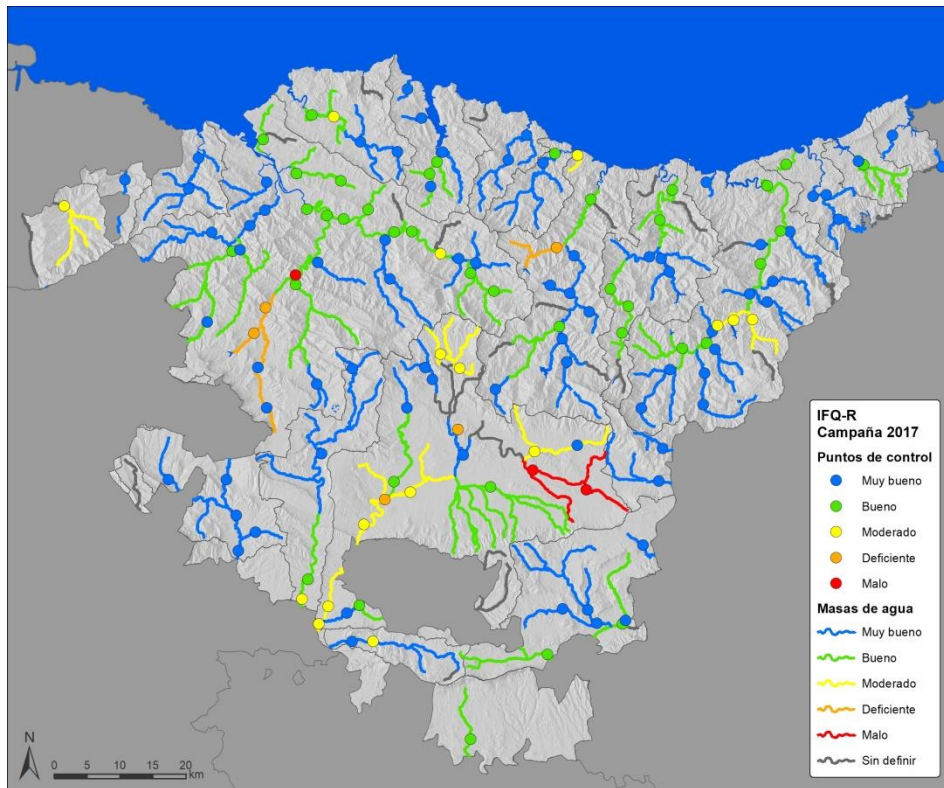 IFQ-R
Campaña 2017
Puntos de control
Muy bueno
Bueno
Moderado
Deficiente
Malo
Masas de agua
Muy bueno
Bueno
Moderado
Deficiente
Malo
Sin definir
N
0 5 10 15 20
km